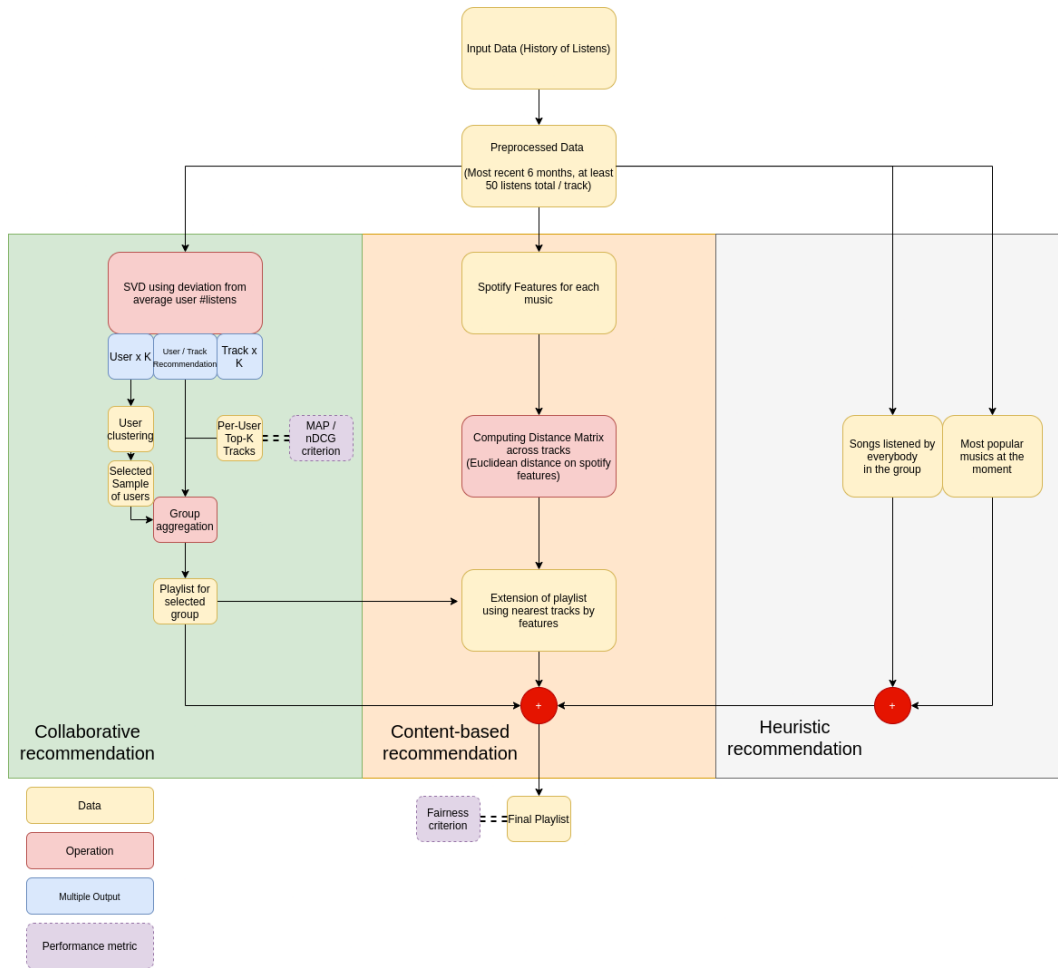 Input Data (History of Listens)
Preprocessed Data
(Most recent 6 months, at least
50 listens total / track)
SVD using deviation from
average user #listens
User x K
User / Track
Recommendation
Track x
K
User
clustering
Selected
Sample
of users
Per-User
Top-K
Tracks
MAP /
nDCG
criterion
Group
aggregation
Playlist for
selected
group
Collaborative
recommendation
Spotify Features for each
music
Computing Distance Matrix
across tracks
(Euclidean distance on spotify
features)
Extension of playlist
using nearest tracks by
features
+
Content-based
recommendation
Songs listened by
everybody
in the group
Most popular
musics at the
moment
+
Heuristic
recommendation
Fairness
criterion
Final Playlist
Data
Operation
Multiple Output
Performance metric